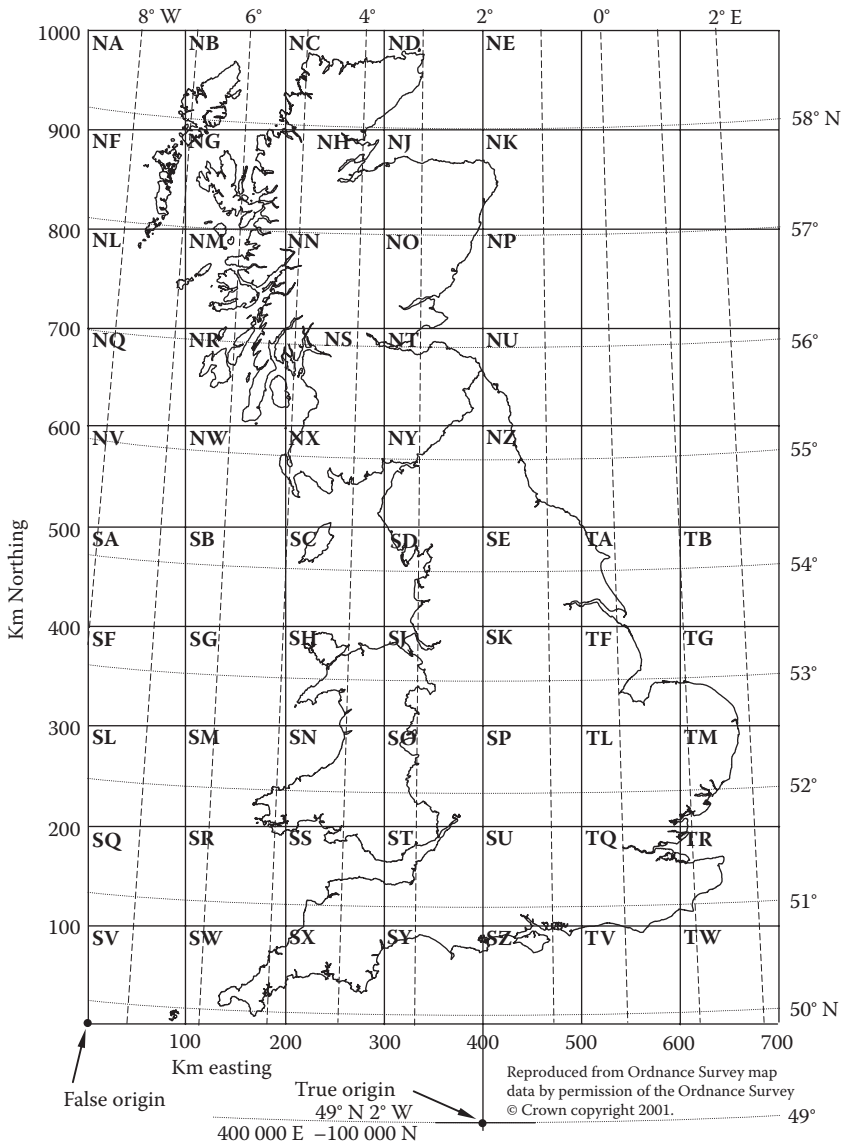 8° W 6° 4° 2° 0° 2° E
1000 NA NB NC ND NE
58° N
900 NF NG NH NJ NK
57°
800 NL NM NN NO NP
56°
700 NQ NR NS NT NU
600 NV NW NX NY NZ
55°
Km Northing
500 SA SB SC SD SE TA TB
54°
400 SF SG SH SJ SK TF TG
53°
300 SL SM SN SO SP TL TM
52°
200 SQ SR SS ST SU TQ TR
51°
100 SV SW SX SY SZ TV TW
50° N
100 200 300 400 500 600 700
Km easting
False origin
True origin
49° N 2° W
400 000 E –100 000 N
Reproduced from Ordnance Survey map
data by permission of the Ordnance Survey
© Crown copyright 2001.
49°